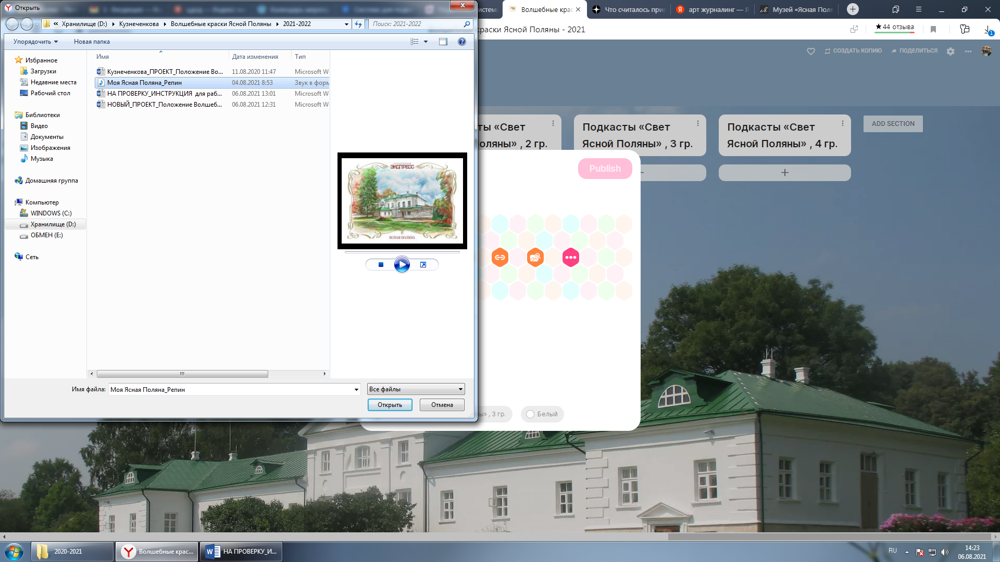 Открыть
Волшебные крас
Что считалось при
арт журналинг — Я
Музей «Ясная Поля
« Хранилище (D:) ▸ Кузнеченкова ▸ Волшебные краски Ясной Поляны ▸ 2021-2022
Поиск: 2021-2022
краски Ясной Поляны - 2021
★ 44 отзыва
1
Упорядочить
Новая папка
СОЗДАТЬ КОПИЮ
ПОДЕЛИТЬСЯ
Имя
Дата изменения
Тип
Избранное
Загрузки
Недавние места
Рабочий стол
Библиотеки
Видео
Документы
Изображения
Музыка
Домашняя группа
Компьютер
WINDOWS (C:)
Хранилище (D:)
ОБМЕН (E:)
Сеть
Кузнеченкова_ПРОЕКТ_Положение Во... 11.08.2020 11:47 Microsoft W
Моя Ясная Поляна_Репин 04.08.2021 8:53 Звук в форм
НА ПРОВЕРКУ_ИНСТРУКЦИЯ для раб... 06.08.2021 13:01 Microsoft W
НОВЫЙ_ПРОЕКТ_Положение Волшеб... 06.08.2021 12:31 Microsoft W
ЭКСПРЕСС
в
ЯСНАЯ ПОЛЯНА
ты «Свет
оляны» , 2 гр.
Подкасты «Свет
Ясной Поляны» , 3 гр.
Подкасты «Свет
Ясной Поляны» , 4 гр.
ADD SECTION
Publish
Имя файла:
Моя Ясная Поляна_Репин
Все файлы
Открыть
Отмена
ны» , 3 гр.
Белый
2020-2021
Волшебные крас...
НА ПРОВЕРКУ_И...
RU
14:23
06.08.2021